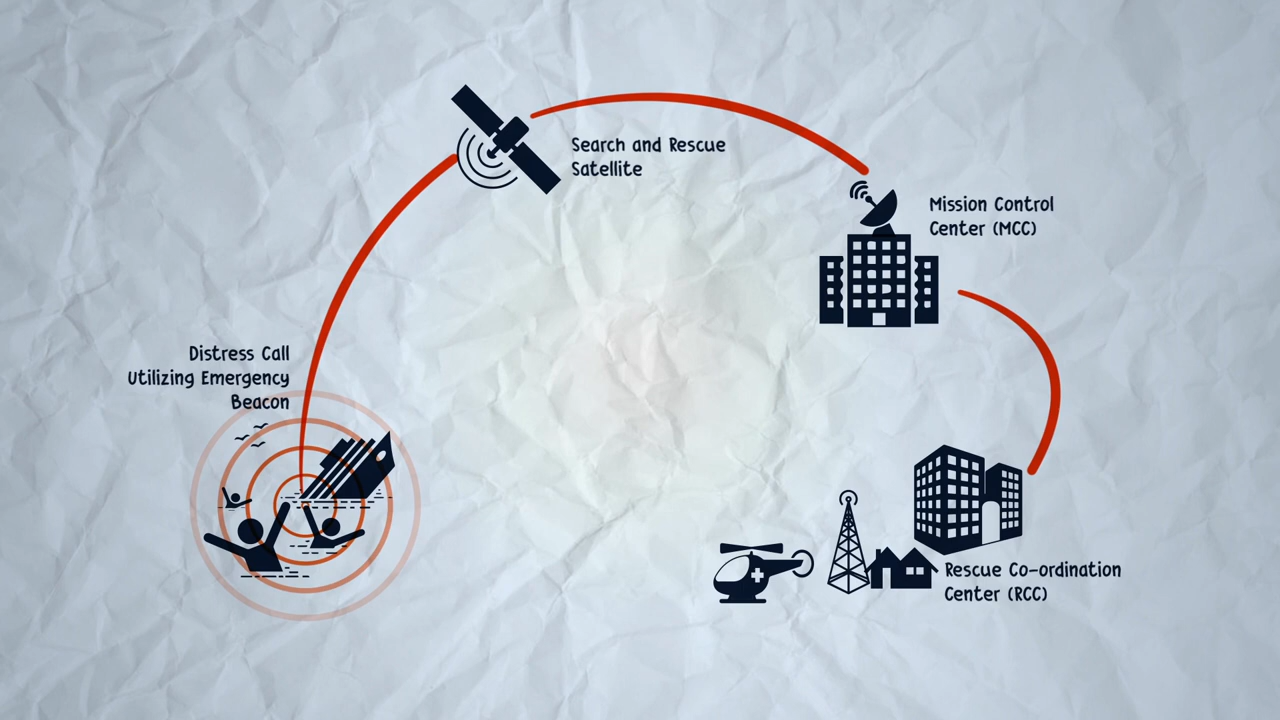 Search and Rescue
Satellite
Mission Control
Center (MCC)
Distress Call
Utilizing Emergency
Beacon
Rescue Co-ordination
Center (RCC)